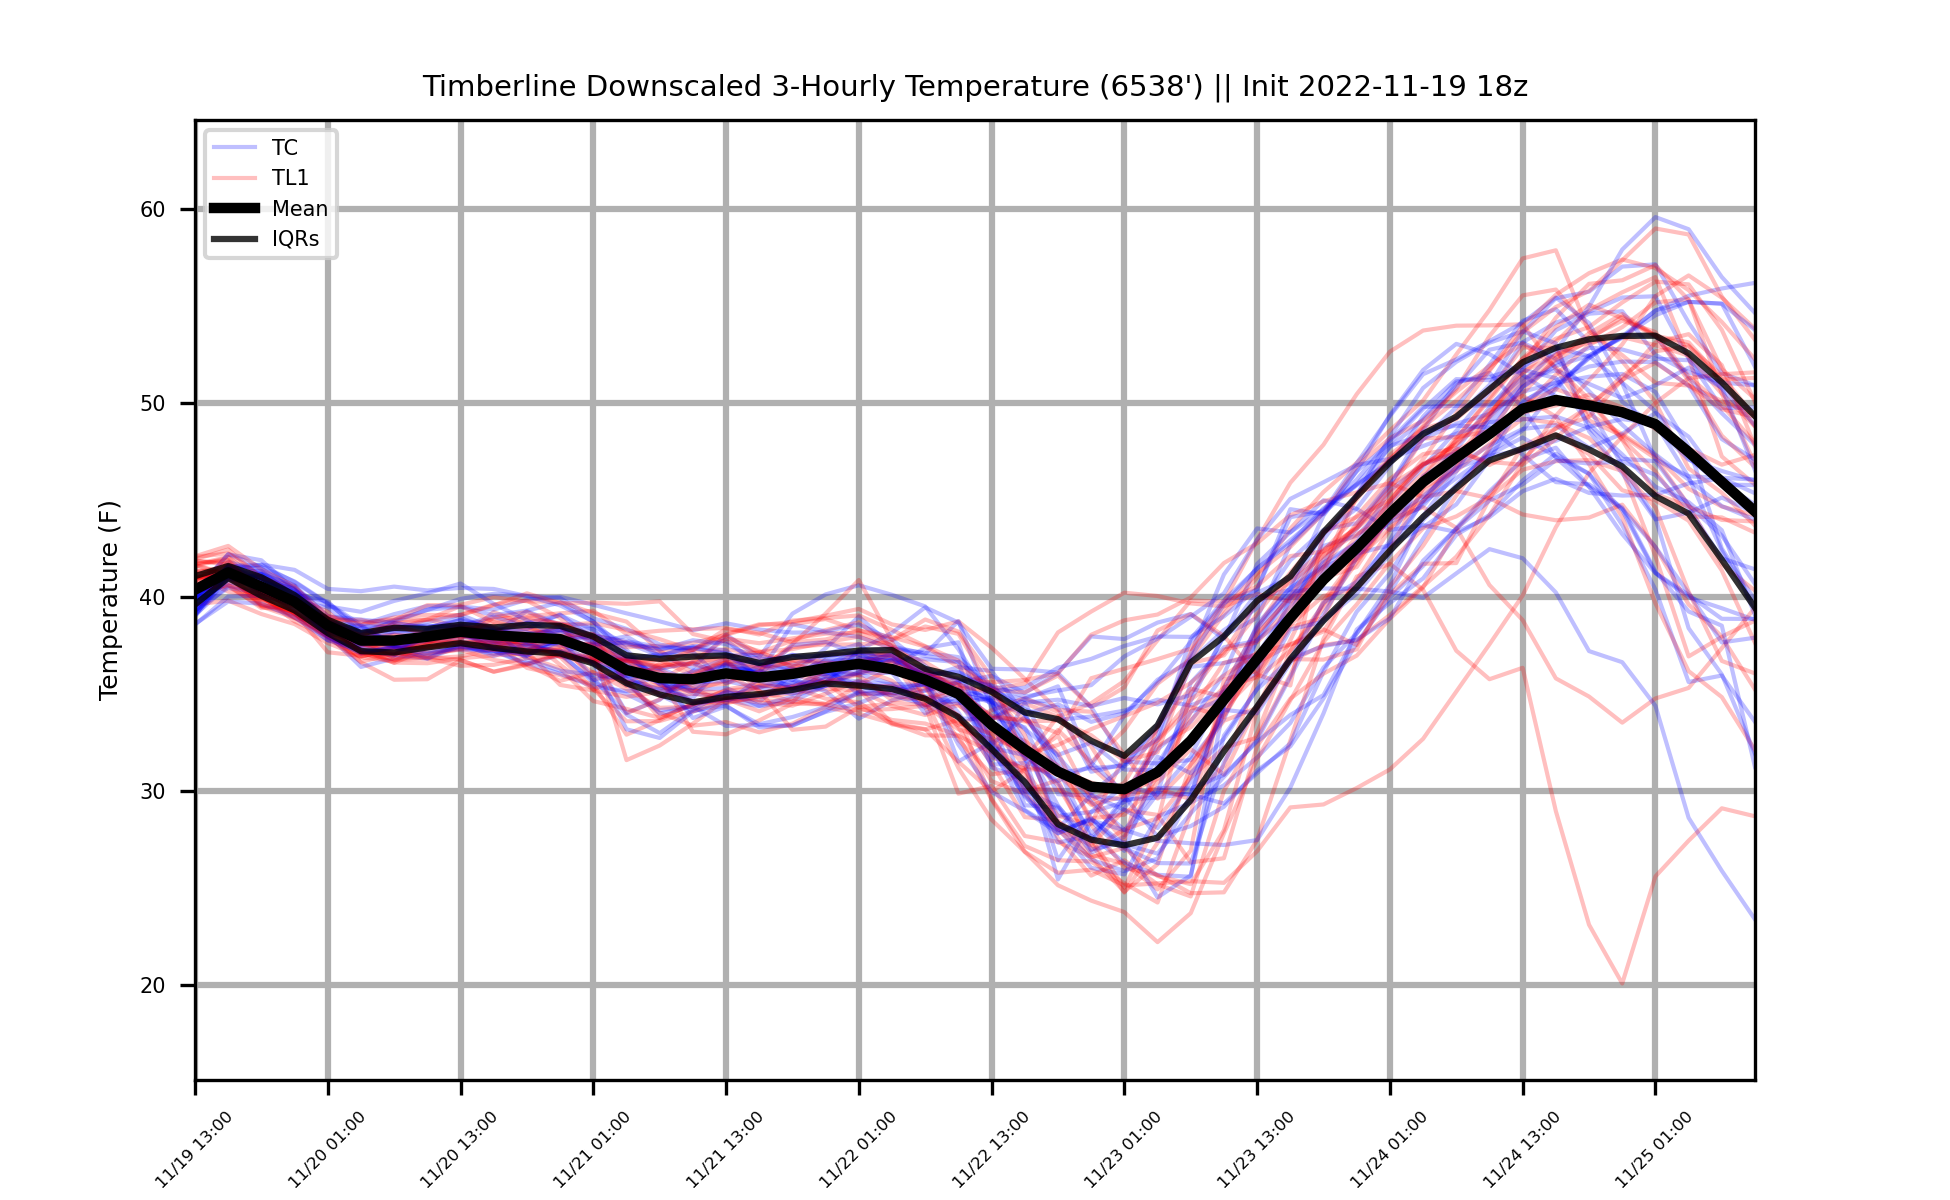 Timberline Downscaled 3-Hourly Temperature (6538') || Init 2022-11-19 18z
TC
TL1
Mean
IQRs
Temperature (F)
60
50
40
30
20
11/19 13:00
11/20 01:00
11/20 13:00
11/21 01:00
11/21 13:00
11/22 01:00
11/22 13:00
11/23 01:00
11/23 13:00
11/24 01:00
11/24 13:00
11/25 01:00